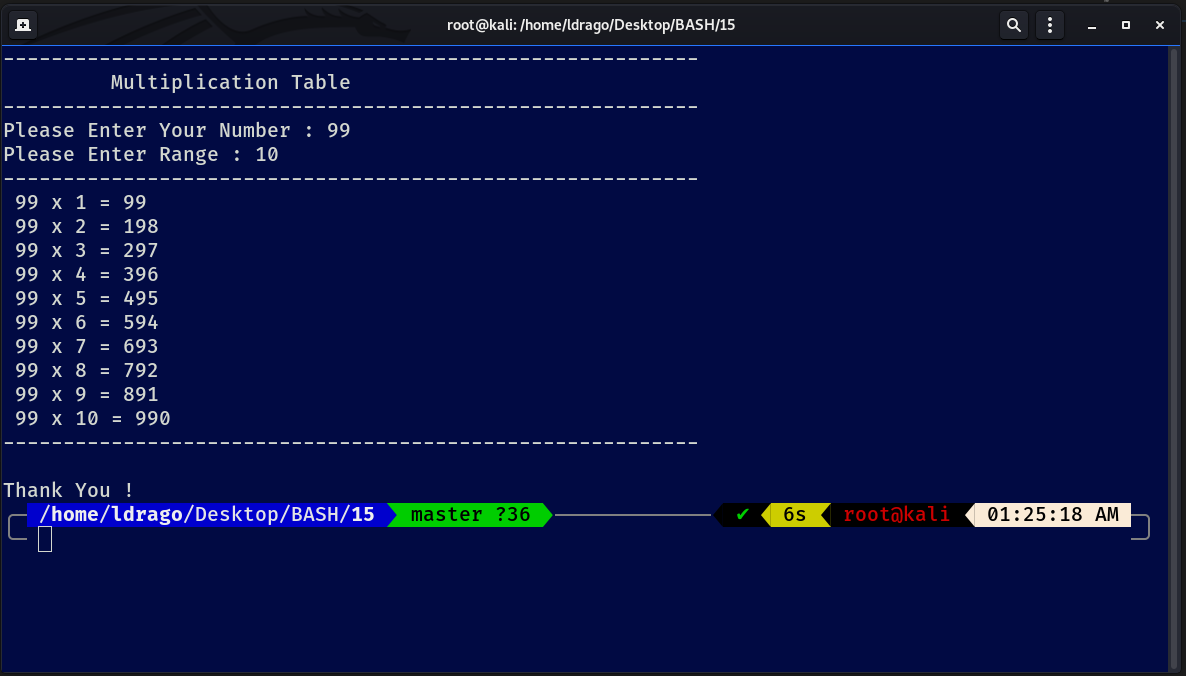 root@kali: /home/ldrago/Desktop/BASH/15
----------------------------------------------------------
Multiplication Table
----------------------------------------------------------
Please Enter Your Number : 99
Please Enter Range : 10
----------------------------------------------------------
99 x 1 = 99
99 x 2 = 198
99 x 3 = 297
99 x 4 = 396
99 x 5 = 495
99 x 6 = 594
99 x 7 = 693
99 x 8 = 792
99 x 9 = 891
99 x 10 = 990
----------------------------------------------------------
Thank You !
/home/ldrago/Desktop/BASH/15 master ?36 ✔ 6s root@kali 01:25:18 AM